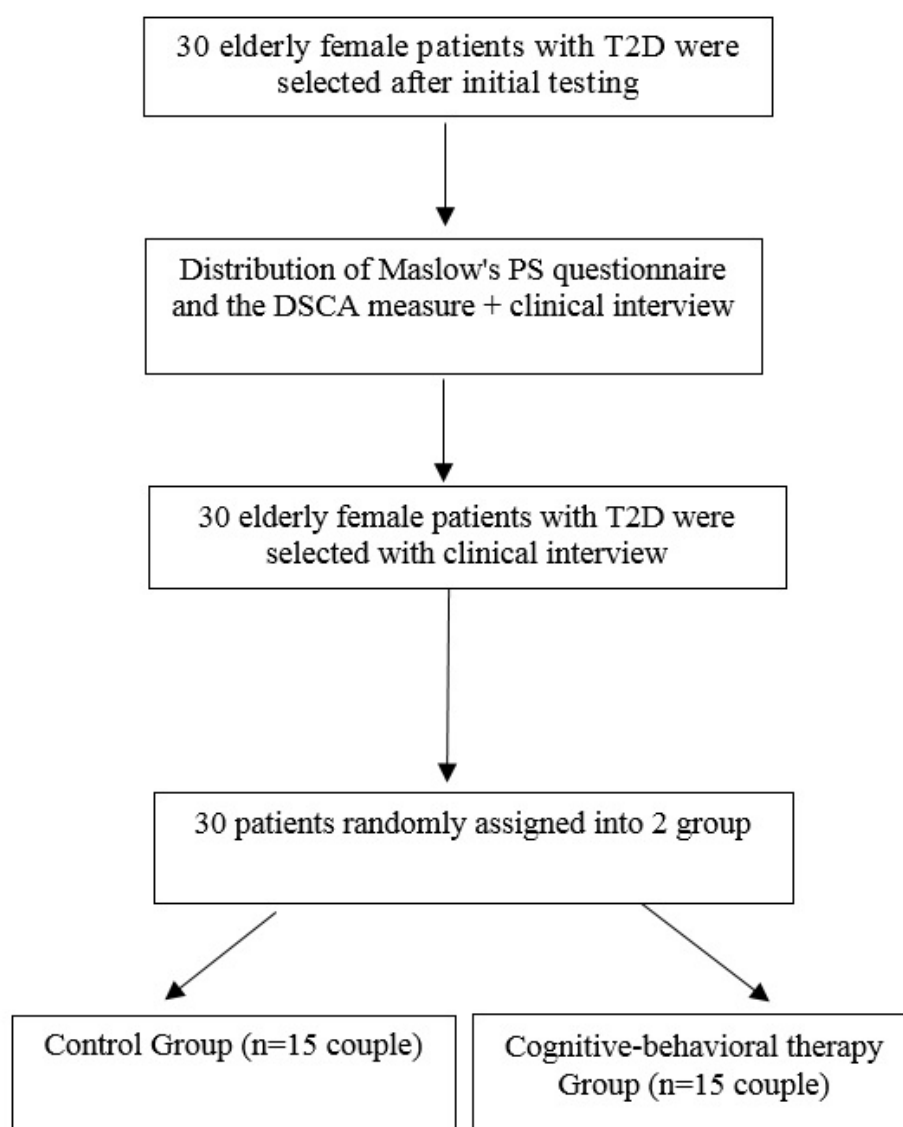 30 elderly female patients with T2D were
selected after initial testing
Distribution of Maslow's PS questionnaire
and the DSCA measure + clinical interview
30 elderly female patients with T2D were
selected with clinical interview
30 patients randomly assigned into 2 group
Control Group (n=15 couple)
Cognitive-behavioral therapy
Group (n=15 couple)